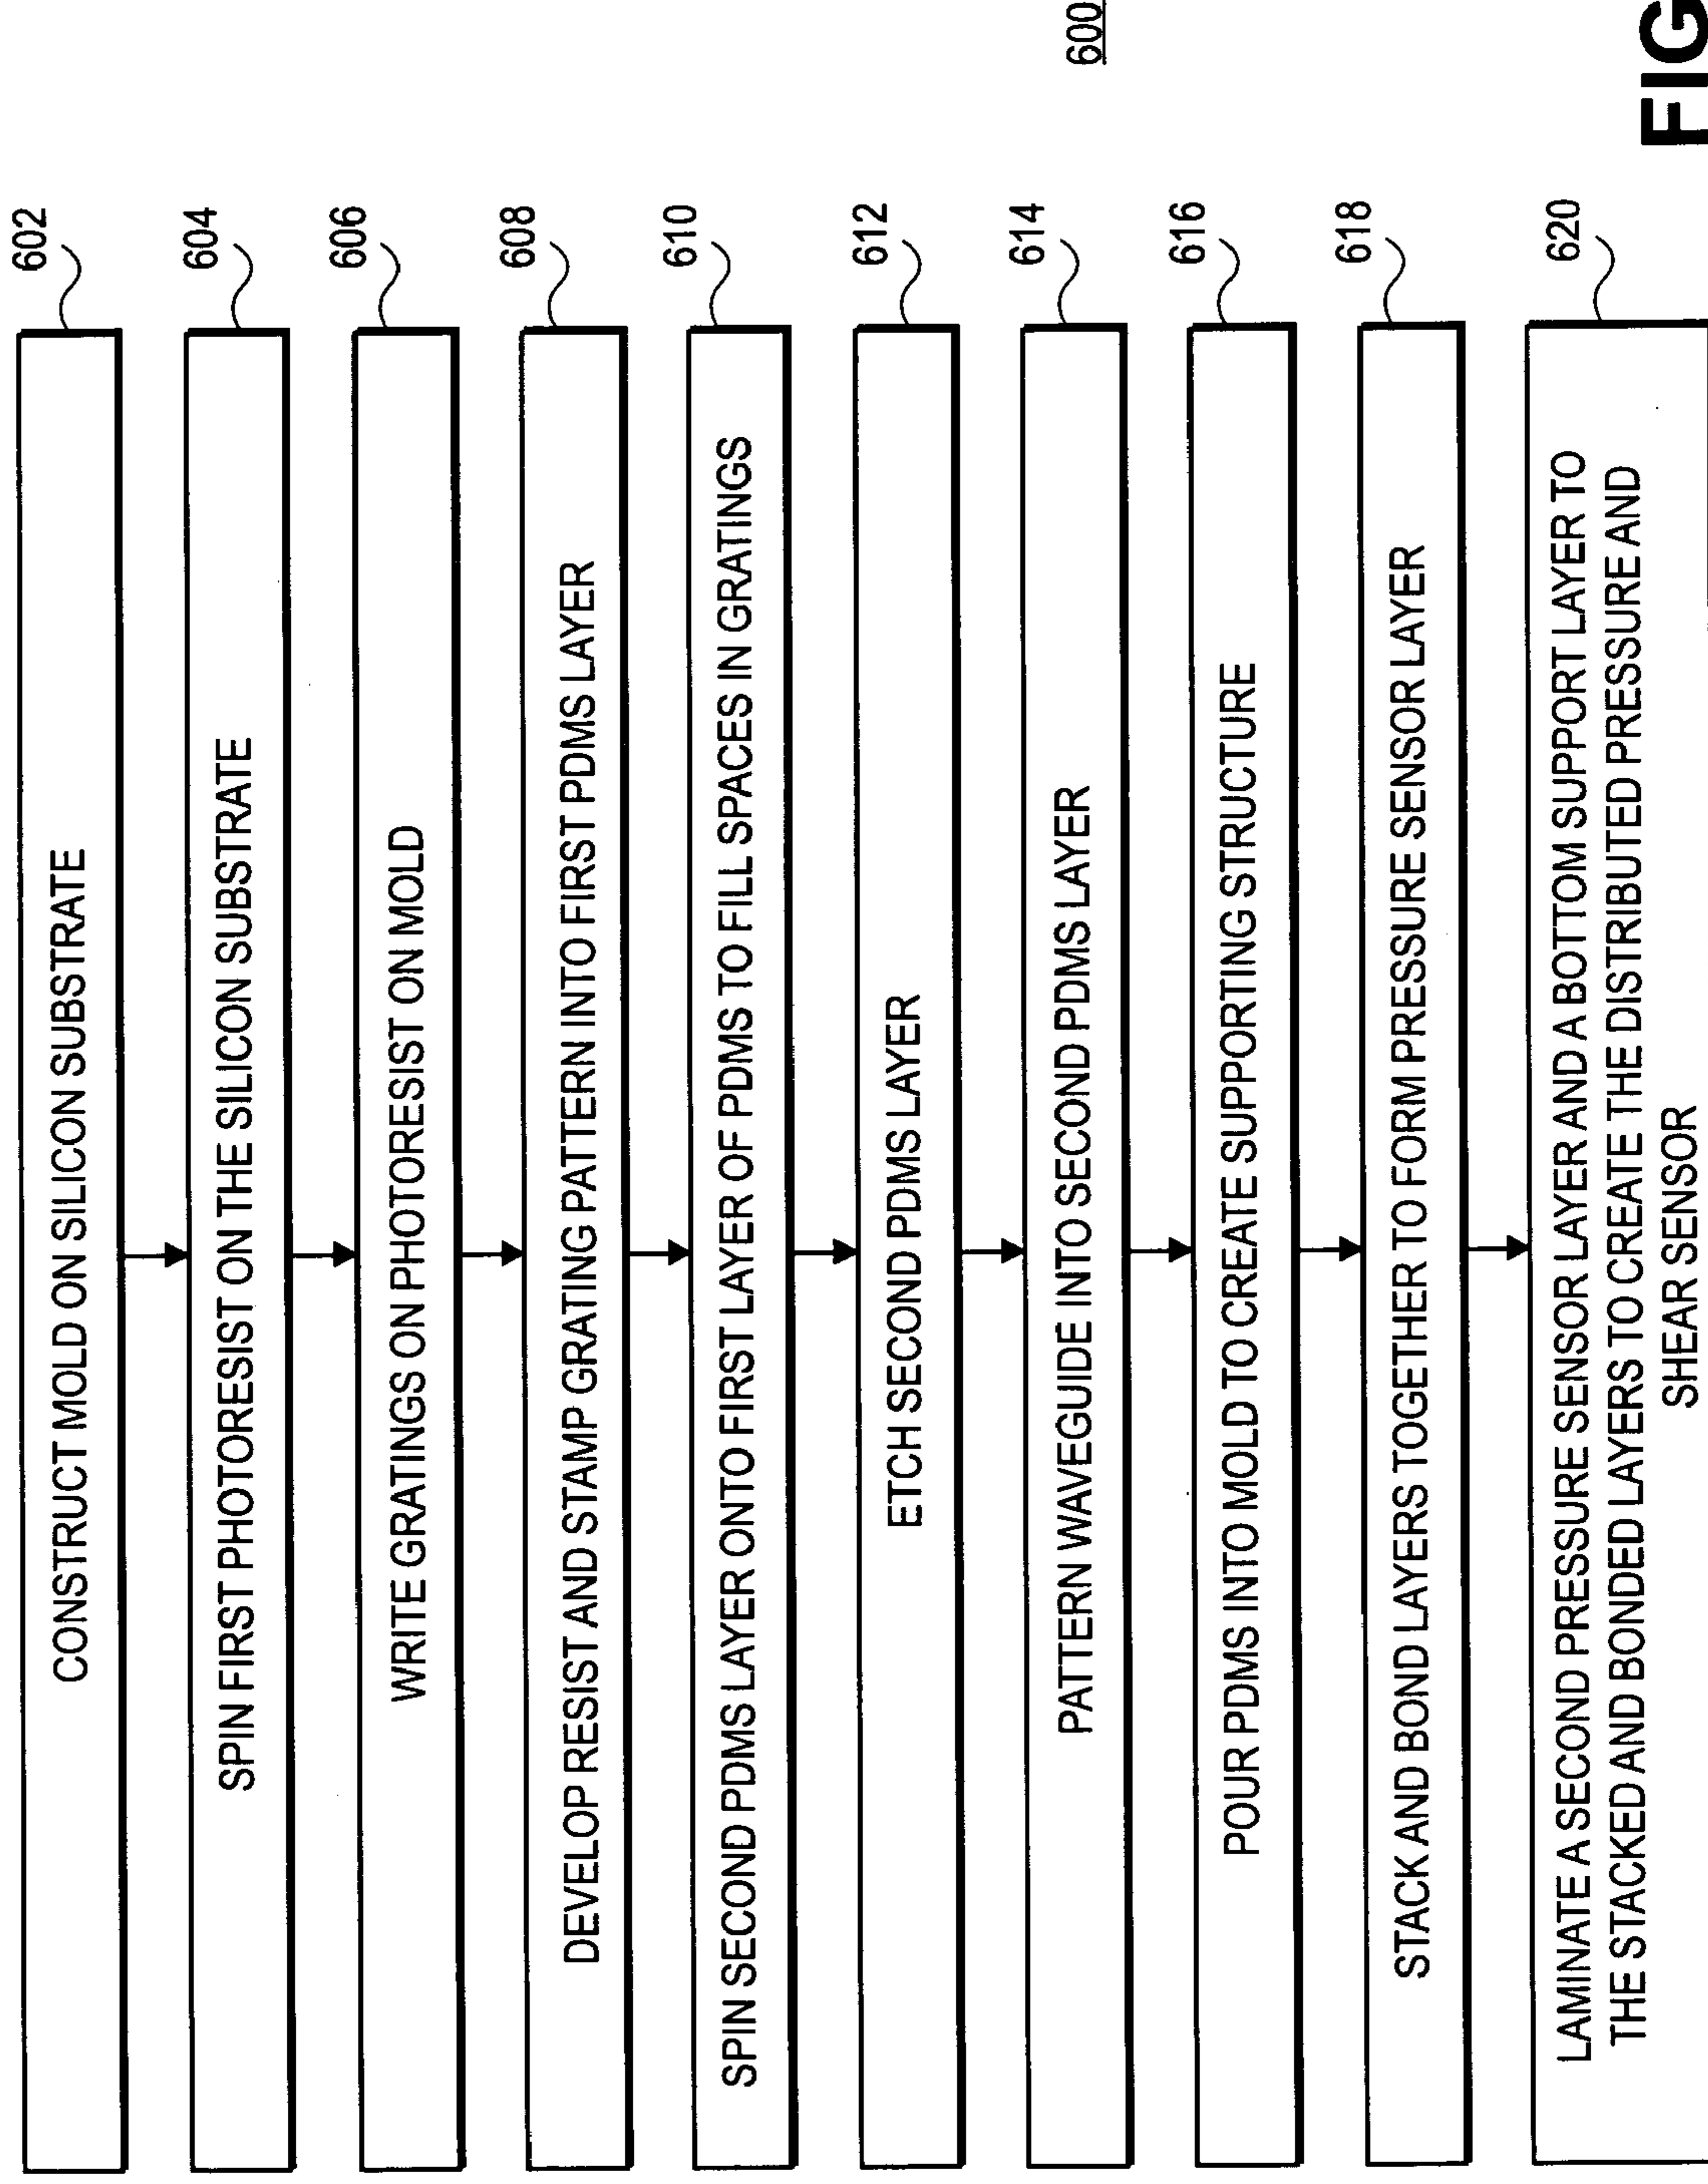 602
CONSTRUCT MOLD ON SILICON SUBSTRATE
604
SPIN FIRST PHOTORESIST ON THE SILICON SUBSTRATE
606
WRITE GRATINGS ON PHOTORESIST ON MOLD
608
DEVELOP RESIST AND STAMP GRATING PATTERN INTO FIRST PDMS LAYER
610
SPIN SECOND PDMS LAYER ONTO FIRST LAYER OF PDMS TO FILL SPACES IN GRATINGS
612
ETCH SECOND PDMS LAYER
614
PATTERN WAVEGUIDE INTO SECOND PDMS LAYER
616
POUR PDMS INTO MOLD TO CREATE SUPPORTING STRUCTURE
618
STACK AND BOND LAYERS TOGETHER TO FORM PRESSURE SENSOR LAYER
620
LAMINATE A SECOND PRESSURE SENSOR LAYER AND A BOTTOM SUPPORT LAYER TO
THE STACKED AND BONDED LAYERS TO CREATE THE DISTRIBUTED PRESSURE AND
SHEAR SENSOR
600
FIG